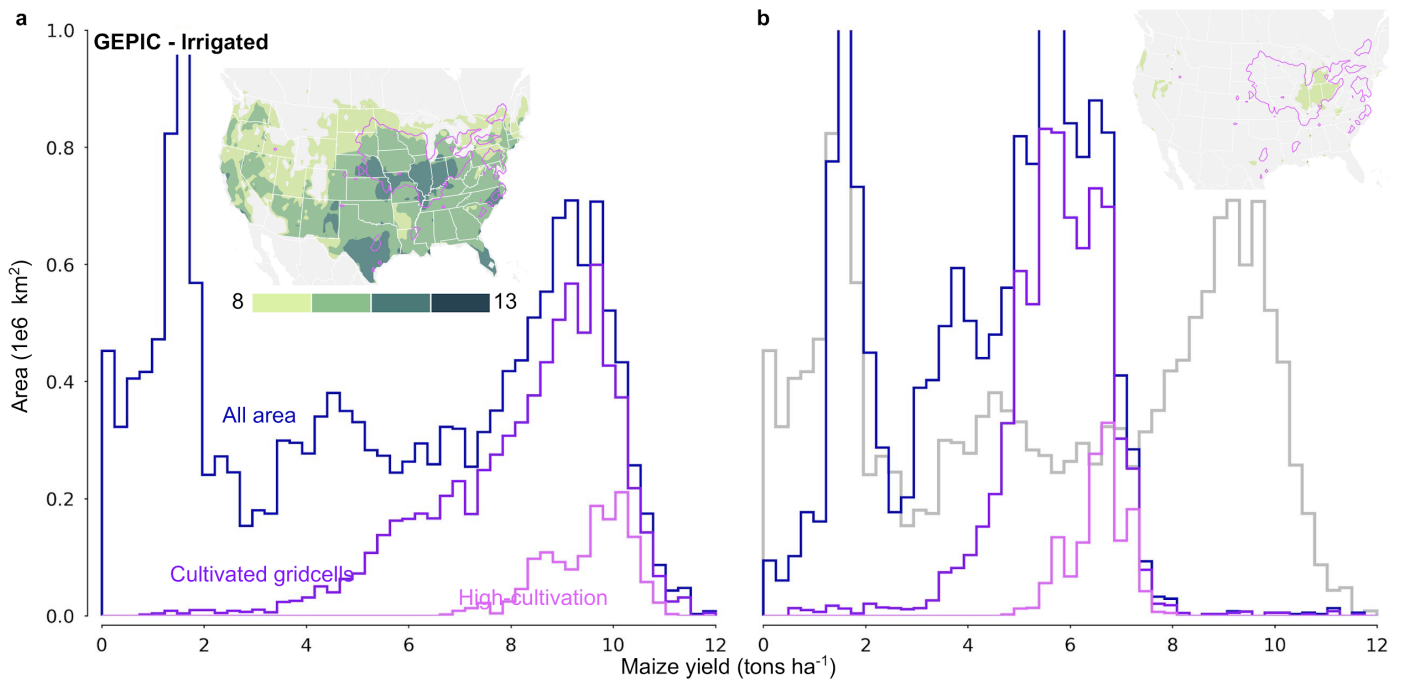 a
b
GEPIC - Irrigated
1.0
0.8
0.6
0.4
0.2
0.0
Area (1e6 km²)
8
13
All area
Cultivated gridcells
High-cultivation
0 2 4 6 8 10 12
0 2 4 6 8 10 12
Maize yield (tons ha⁻¹)